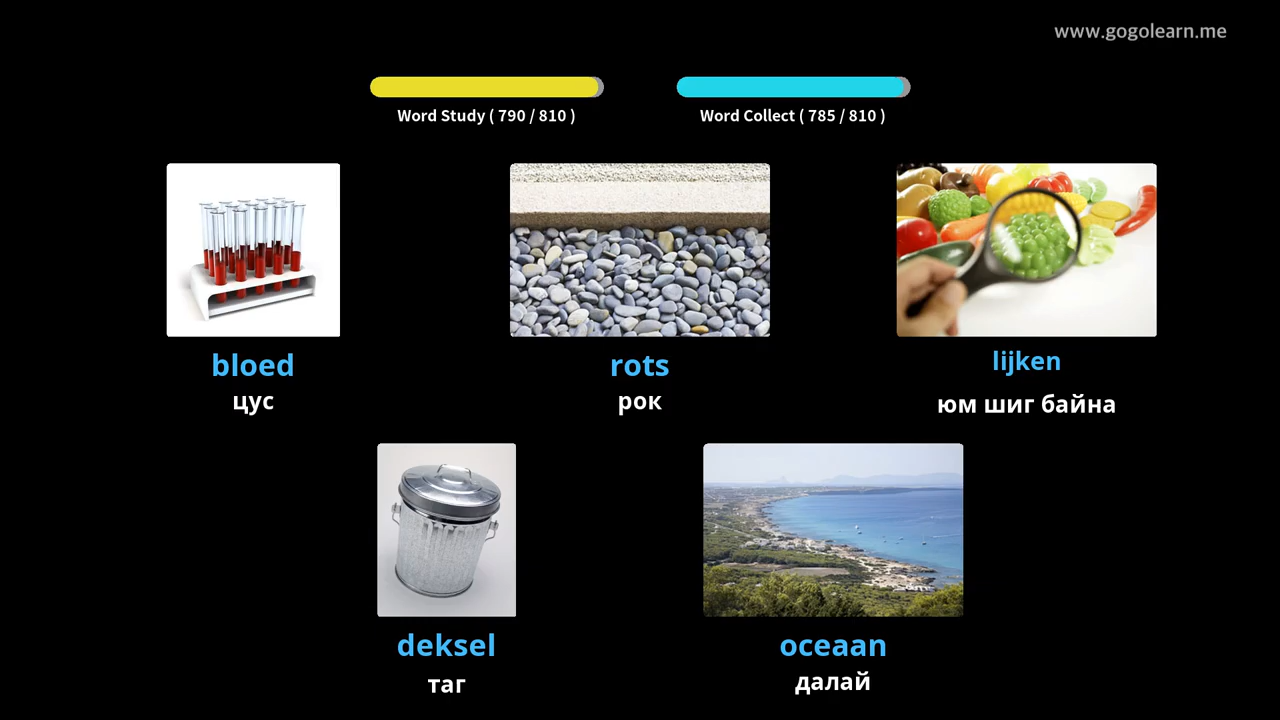 www.gogolearn.me
Word Study ( 790 / 810 )
Word Collect ( 785 / 810 )
bloed
цус
rots
рок
lijken
юм шиг байна
deksel
таг
oceaan
далай